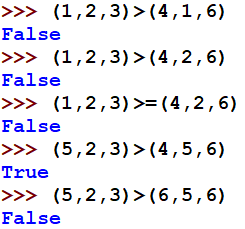 >>> (1,2,3)>(4,1,6)
False
>>> (1,2,3)>(4,2,6)
False
>>> (1,2,3)>=(4,2,6)
False
>>> (5,2,3)>(4,5,6)
True
>>> (5,2,3)>(6,5,6)
False